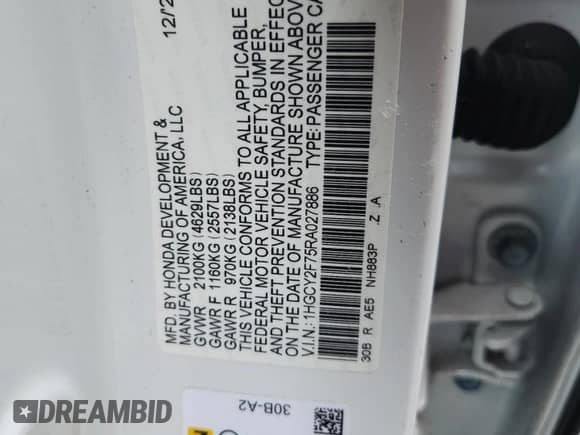 12/2
MFD. BY HONDA DEVELOPMENT &
MANUFACTURING OF AMERICA, LLC
GVWR 2100KG (4629LBS)
GAWR F 1160KG (2557LBS)
GAWR R 970KG (2138LBS)
THIS VEHICLE CONFORMS TO ALL APPLICABLE
FEDERAL MOTOR VEHICLE SAFETY, BUMPER,
AND THEFT PREVENTION STANDARDS IN EFFEC
ON THE DATE OF MANUFACTURE SHOWN ABOV
V.I.N.: 1HGCY2F75RA027986 TYPE: PASSENGER CA
30B R AE5 NH883P .Z .A
30B-A2
DREAMBID